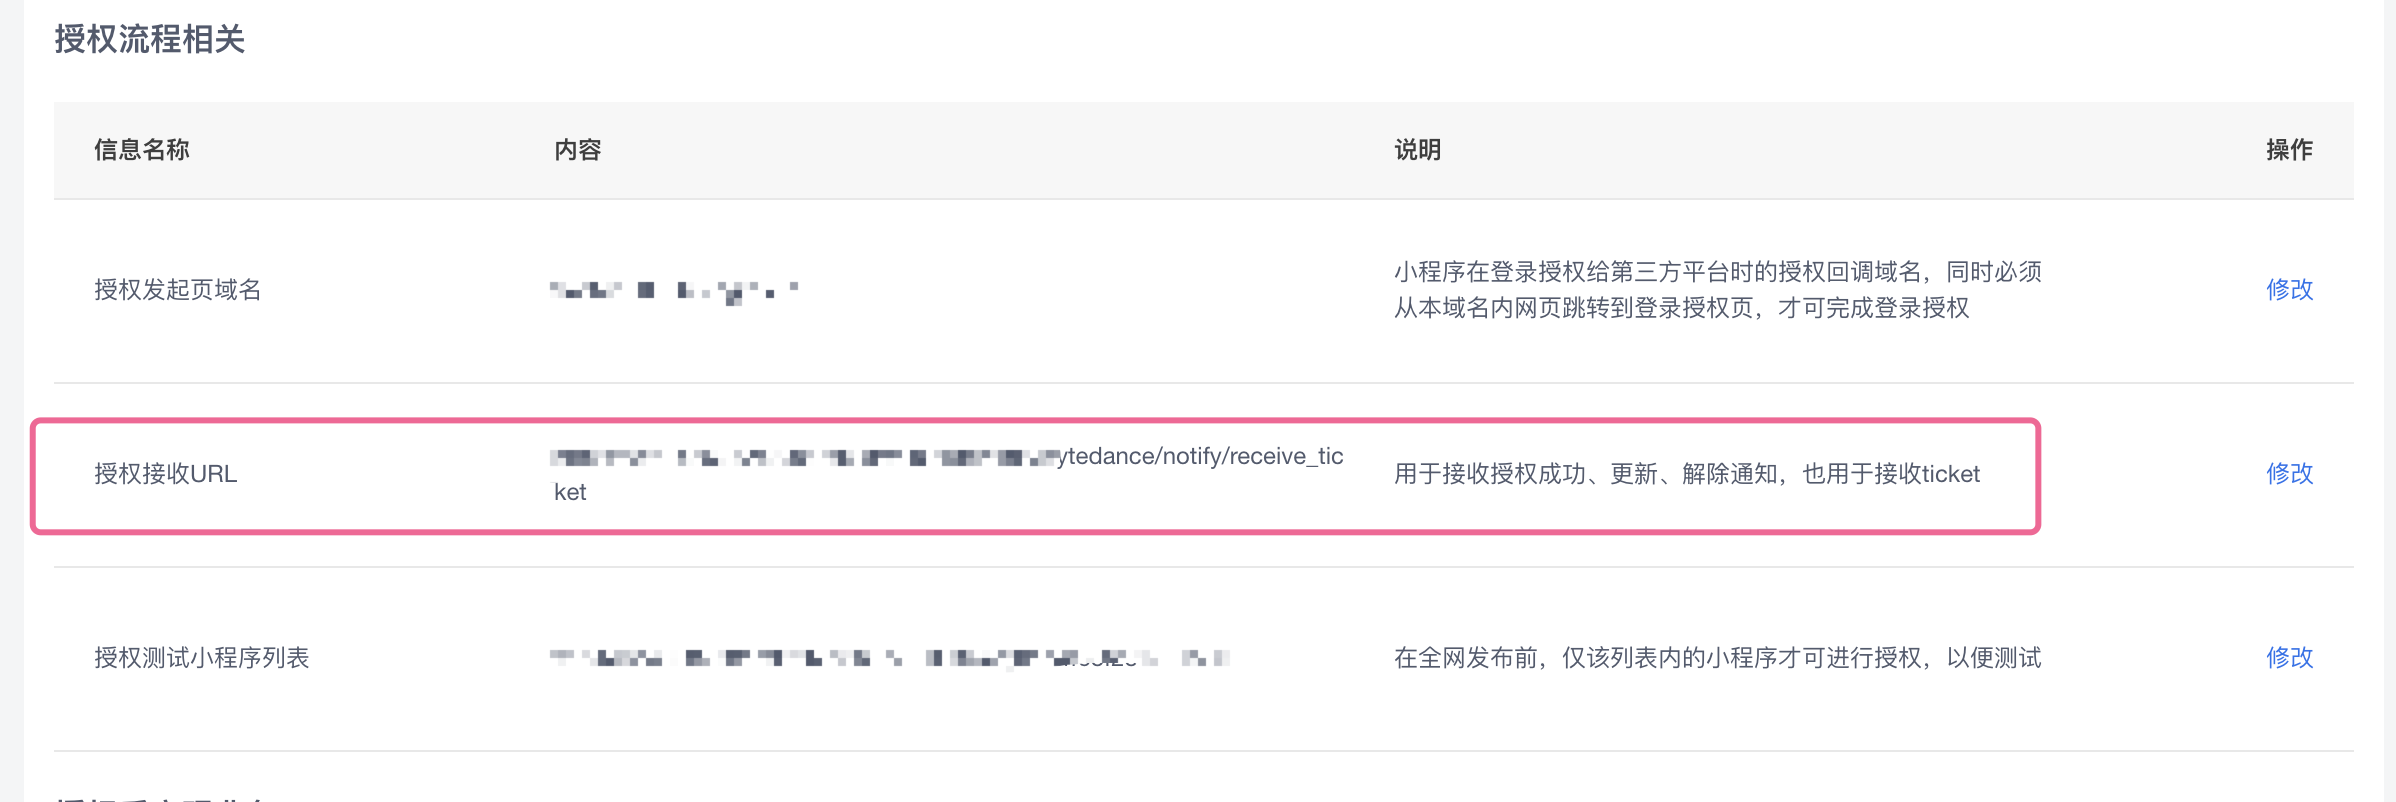 授权流程相关
信息名称 内容 说明 操作
授权发起页域名 小程序在登录授权给第三方平台时的授权回调域名，同时必须 修改
从本域名内网页跳转到登录授权页，才可完成登录授权
授权接收URL ytedance/notify/receive_tic 用于接收授权成功、更新、解除通知，也用于接收ticket 修改
ket
授权测试小程序列表 在全网发布前，仅该列表内的小程序才可进行授权，以便测试 修改